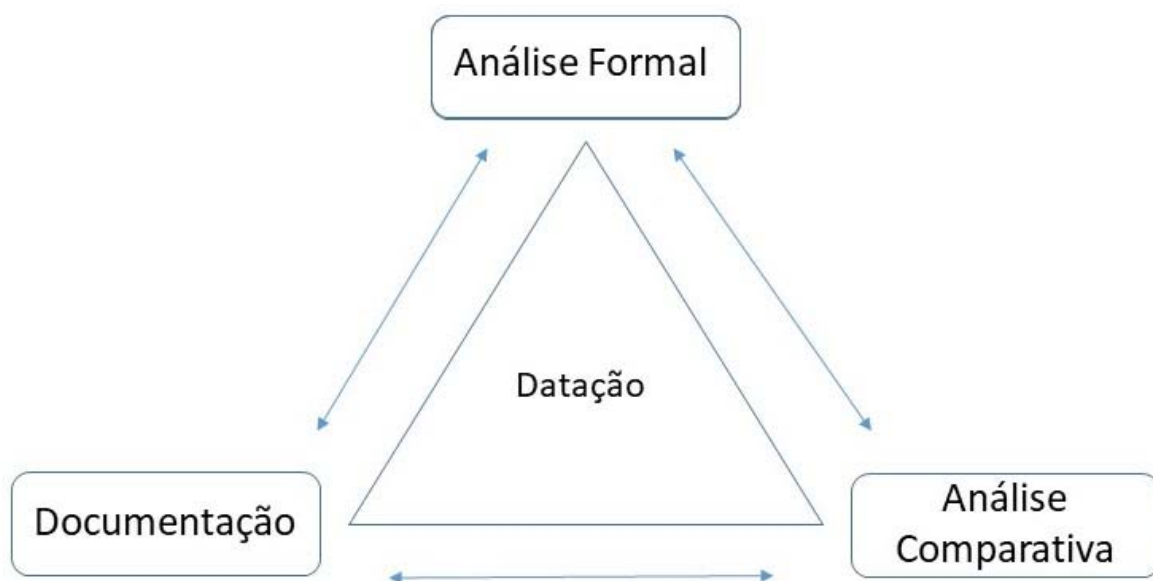 Análise Formal
Datação
Documentação
Análise
Comparativa